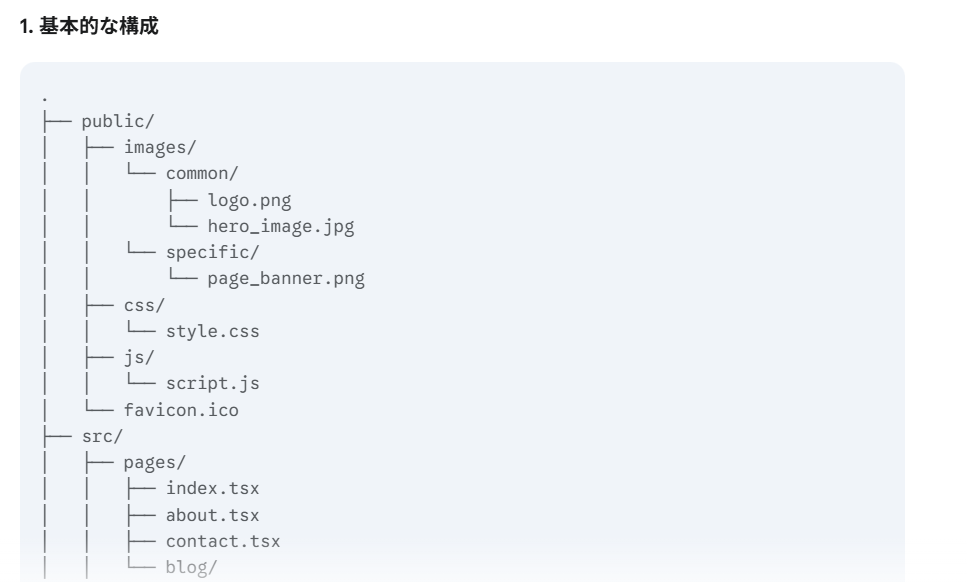 1. 基本的な構成
.
├── public/
│   ├── images/
│   │   └── common/
│   │       ├── logo.png
│   │       └── hero_image.jpg
│   │   └── specific/
│   │       └── page_banner.png
│   ├── css/
│   │   └── style.css
│   ├── js/
│   │   └── script.js
│   └── favicon.ico
├── src/
│   ├── pages/
│   │   ├── index.tsx
│   │   ├── about.tsx
│   │   ├── contact.tsx
│   │   └── blog/